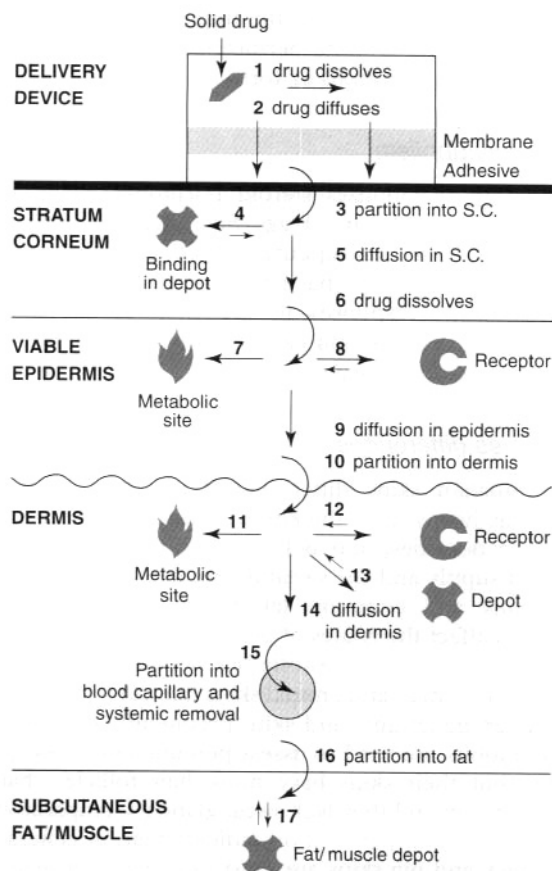 Solid drug
DELIVERY
DEVICE
1 drug dissolves
2 drug diffuses
Membrane
Adhesive
STRATUM
CORNEUM
4
3 partition into S.C.
Binding
in depot
5 diffusion in S.C.
6 drug dissolves
VIABLE
EPIDERMIS
7
8
Receptor
Metabolic
site
9 diffusion in epidermis
10 partition into dermis
DERMIS
11
12
Receptor
Metabolic
site
13
Depot
14 diffusion
in dermis
15
Partition into
blood capillary and
systemic removal
16 partition into fat
SUBCUTANEOUS
FAT/MUSCLE
17
Fat/muscle depot